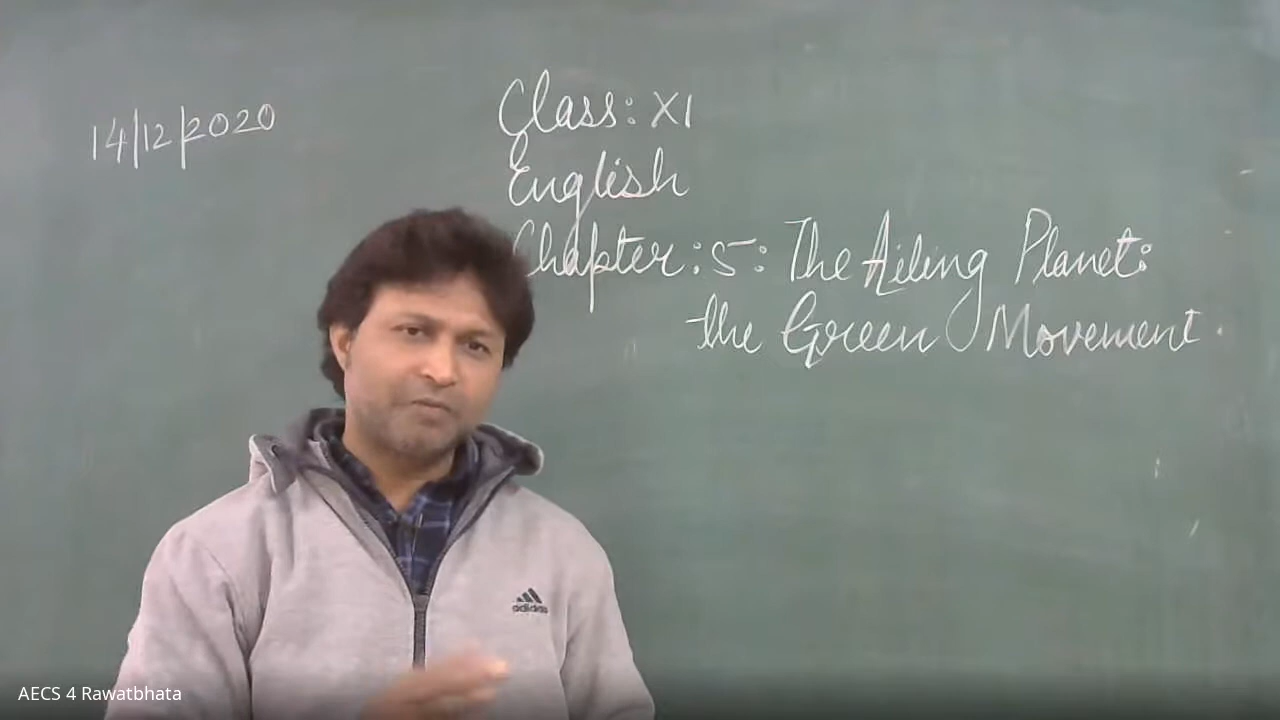 14/12/2020
Class: XI
English
Chapter: 5: The Ailing Planet:
the Green Movement.
adidas
AECS 4 Rawatbhata